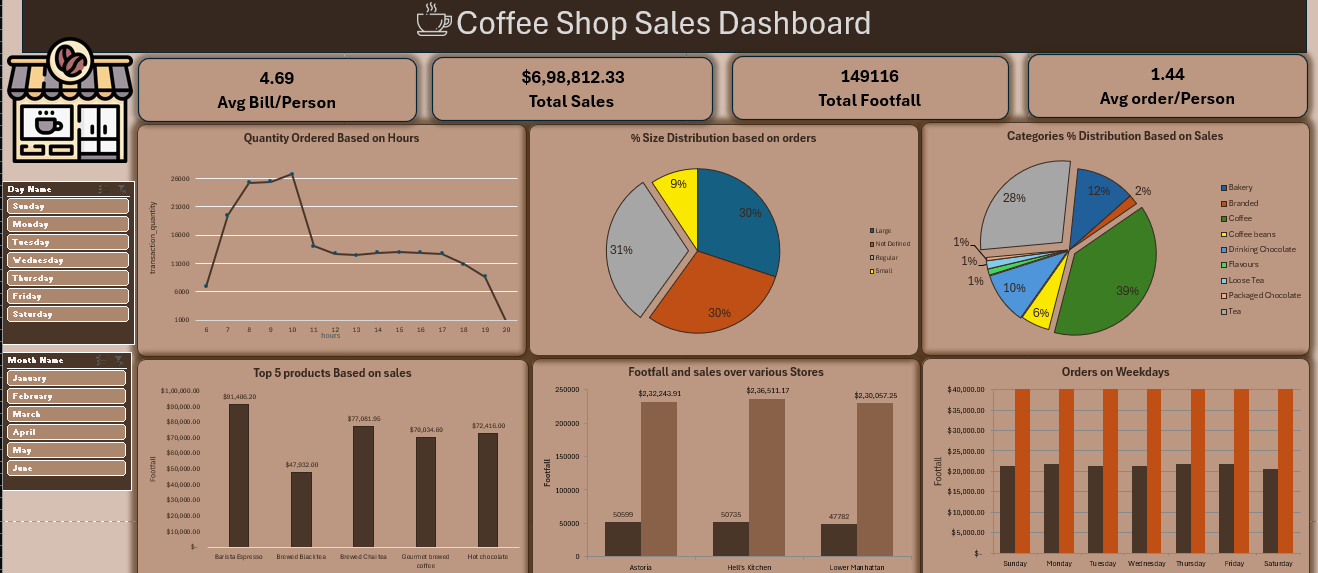 Coffee Shop Sales Dashboard
4.69
Avg Bill/Person
$6,98,812.33
Total Sales
149116
Total Footfall
1.44
Avg order/Person
Day Name
Sunday
Monday
Tuesday
Wednesday
Thursday
Friday
Saturday
Month Name
January
February
March
April
May
June
Quantity Ordered Based on Hours
transaction_quantity
26000
21000
16000
11000
6000
1000
6 7 8 9 10 11 12 13 14 15 16 17 18 19 20
hours
% Size Distribution based on orders
9%
30%
31%
30%
Large
Not Defined
Regular
Small
Categories % Distribution Based on Sales
28%
12%
2%
1%
1%
1%
10%
6%
39%
Bakery
Branded
Coffee
Coffee beans
Drinking Chocolate
Flavours
Loose Tea
Packaged Chocolate
Tea
Top 5 products Based on sales
Footfall
$1,00,000.00
$90,000.00
$80,000.00
$70,000.00
$60,000.00
$50,000.00
$40,000.00
$30,000.00
$20,000.00
$10,000.00
$-
$91,406.20
$47,932.00
$77,081.95
$70,034.60
$72,416.00
Barista Espresso
Brewed Black tea
Brewed Chai tea
Gourmet brewed
coffee
Hot chocolate
Footfall and sales over various Stores
Footfall
250000
200000
150000
100000
50000
0
$2,32,243.91
$2,36,511.17
$2,30,057.25
50599
50735
47782
Astoria
Hell's Kitchen
Lower Manhattan
Orders on Weekdays
Footfall
$40,000.00
$35,000.00
$30,000.00
$25,000.00
$20,000.00
$15,000.00
$10,000.00
$5,000.00
$-
Sunday Monday Tuesday Wednesday Thursday Friday Saturday